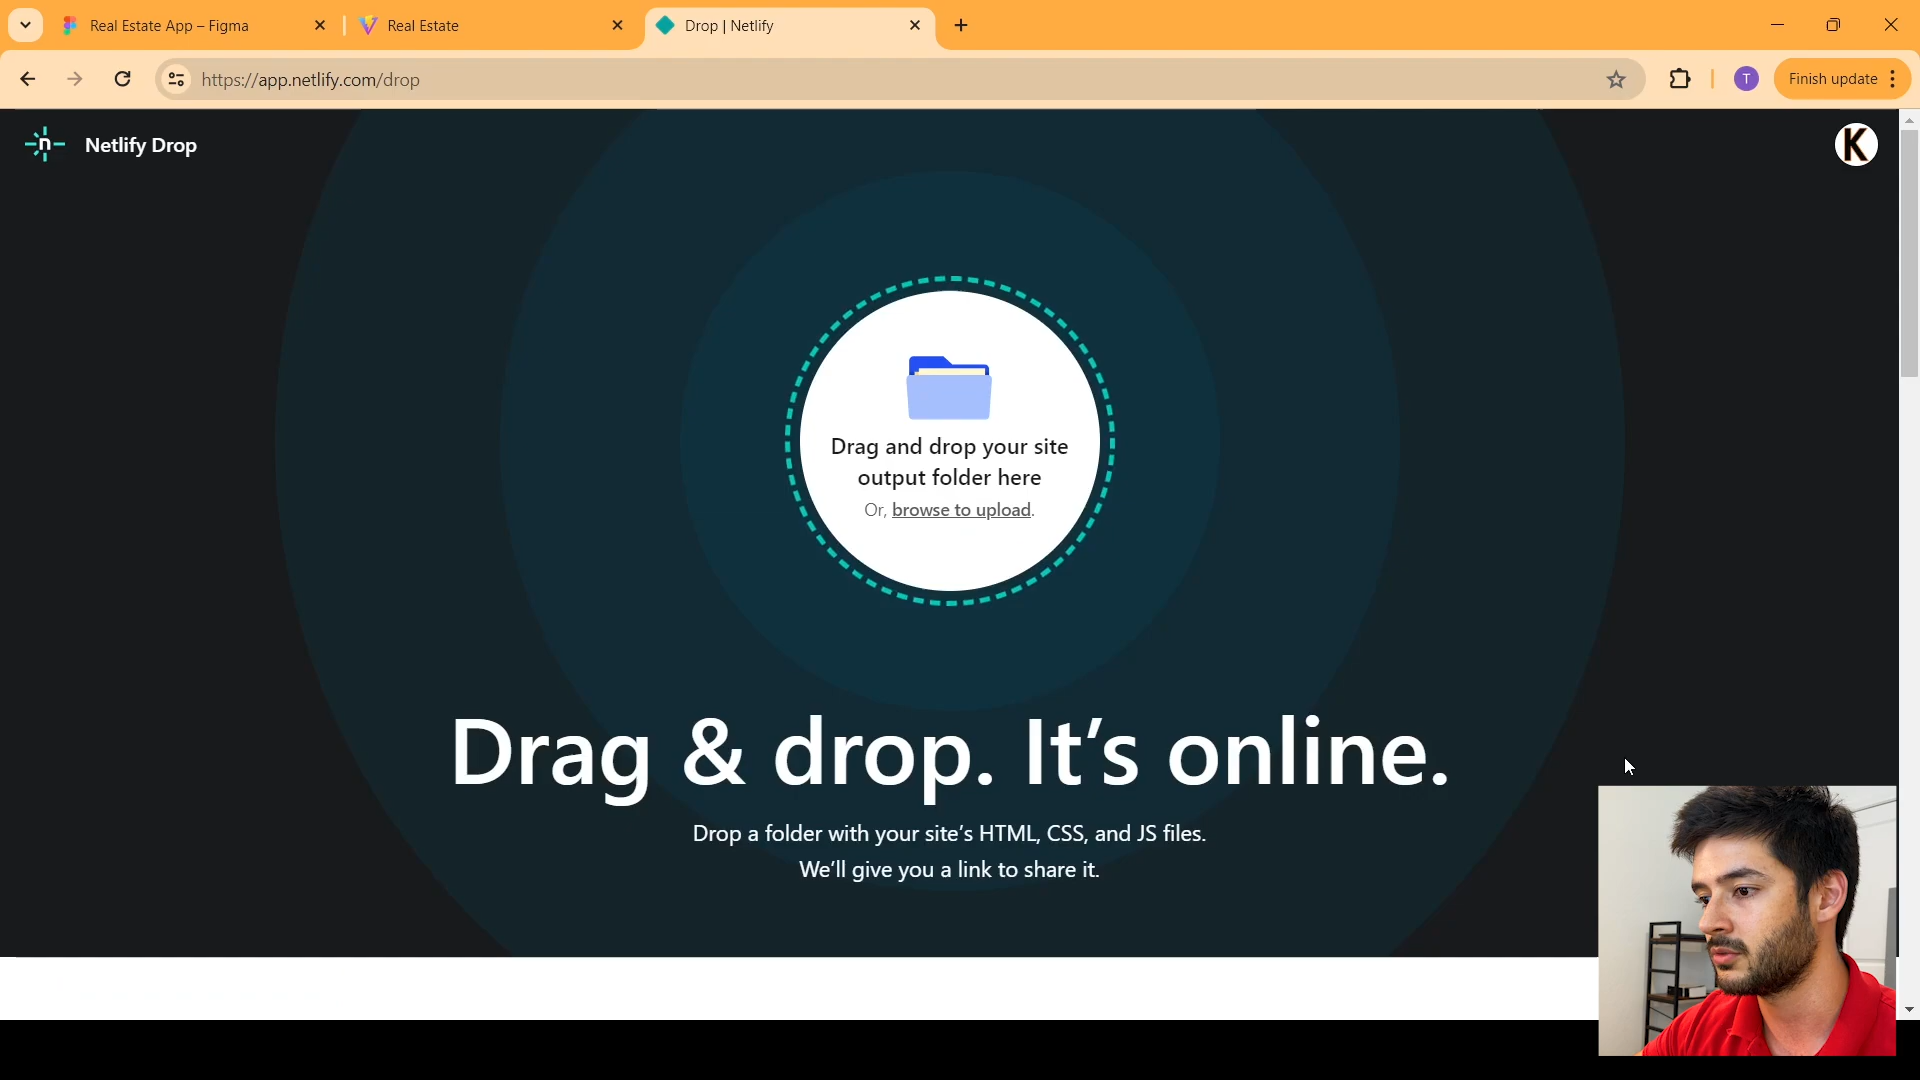 Real Estate App – Figma
Real Estate
Drop | Netlify
https://app.netlify.com/drop
T
Finish update
n
Netlify Drop
K
Drag and drop your site
output folder here
Or, browse to upload.
Drag & drop. It’s online.
Drop a folder with your site’s HTML, CSS, and JS files.
We’ll give you a link to share it.